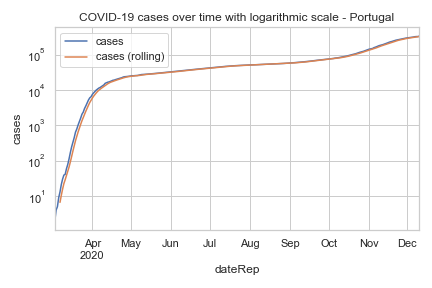 COVID-19 cases over time with logarithmic scale - Portugal
cases
cases (rolling)
10^5
10^4
10^3
10^2
10^1
cases
Apr
2020
May
Jun
Jul
Aug
Sep
Oct
Nov
Dec
dateRep